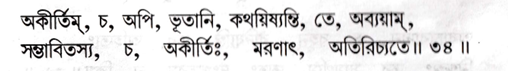 অকীর্তিম্, চ, অপি, ভূতানি, কথয়িষ্যন্তি, তে, অব্যয়াম্,
সম্ভাবিতস্য, চ, অকীর্তিঃ, মরণাৎ, অতিরিচ্যতে॥ ৩৪ ॥